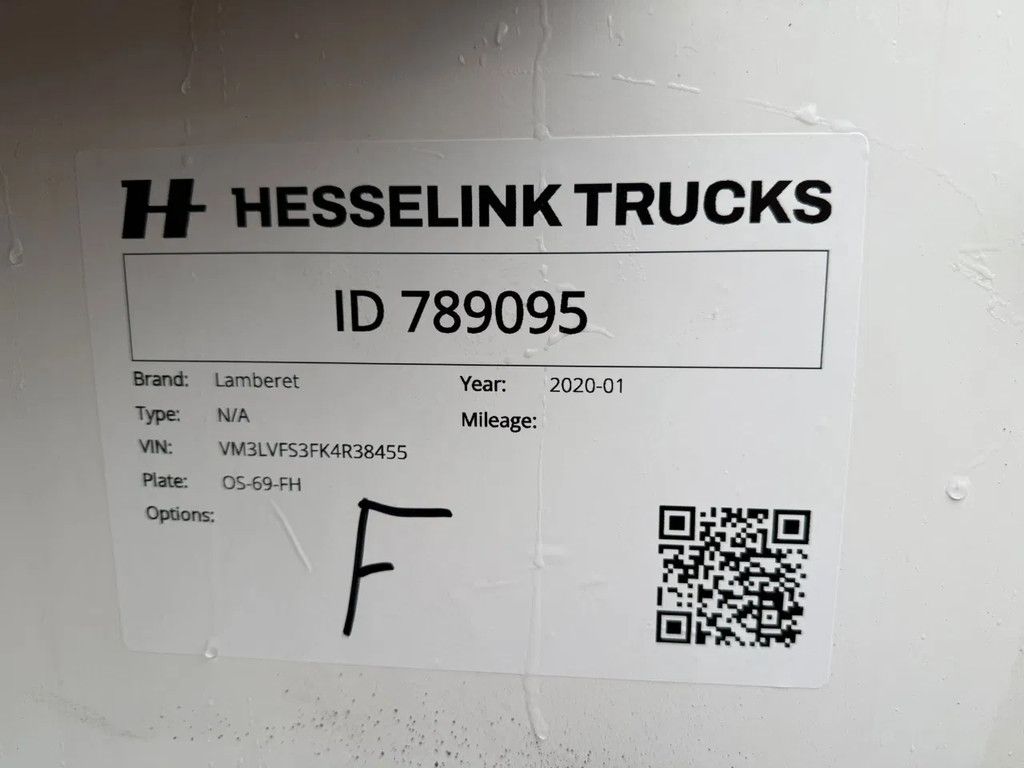 H HESSELINK TRUCKS
ID 789095
Brand: Lamberet Year: 2020-01
Type: N/A Mileage:
VIN: VM3LVFS3FK4R38455
Plate: OS-69-FH
Options:
F